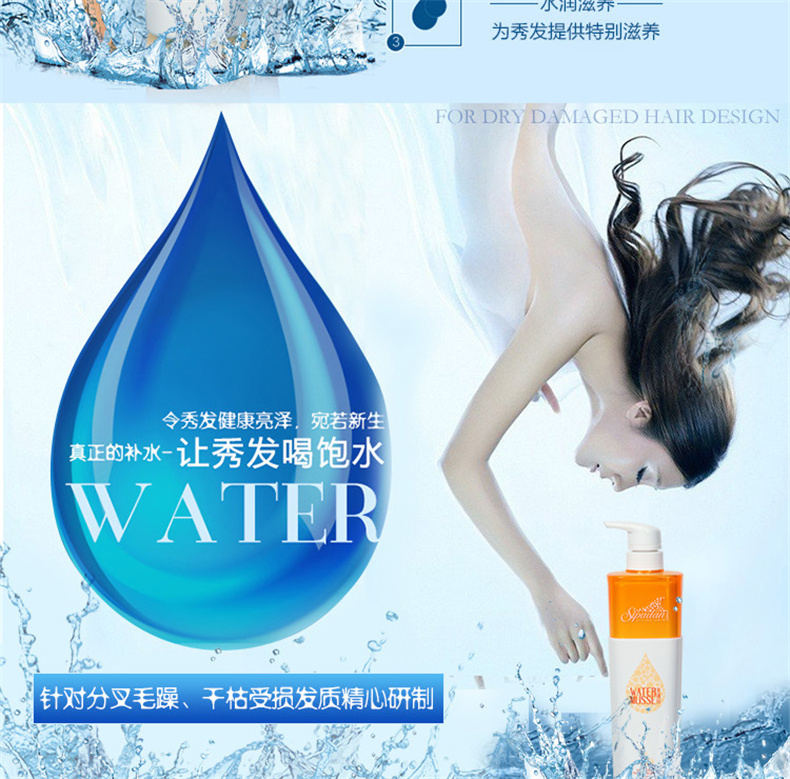 水润滋养
为秀发提供特别滋养
3
FOR DRY DAMAGED HAIR DESIGN
令秀发健康亮泽，宛若新生
真正的补水-让秀发喝饱水
WATER
Sipautan
WATER
MOSSE
针对分叉毛躁、干枯受损发质精心研制